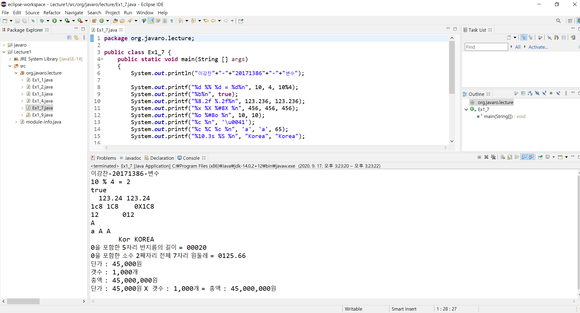 eclipse-workspace - Lecture1/src/org/javaro/lecture/Ex1_7.java - Eclipse IDE
File Edit Source Refactor Navigate Search Project Run Window Help
Package Explorer
javaro
Lecture1
JRE System Library [JavaSE-14]
src
org.javaro.lecture
Ex1_1.java
Ex1_2.java
Ex1_3.java
Ex1_4.java
Ex1_7.java
Ex1_9.java
module-info.java
Ex1_7.java
1 package org.javaro.lecture;
2
3 public class Ex1_7 {
4 public static void main(String [] args)
5 {
6 System.out.println("이감찬"+"-"+"20171386"+"-"+"변수");
7
8 System.out.printf("%d %% %d = %d%n", 10, 4, 10%4);
9 System.out.printf("%b%n", true);
10 System.out.printf("%8.2f %.2f%n", 123.236, 123.236);
11 System.out.printf("%x %X %#8X %n", 456, 456, 456);
12 System.out.printf("%o %#8o %n", 10, 10);
13 System.out.printf("%c %n", '\u0041');
14 System.out.printf("%c %C %c %n", 'a', 'a', 65);
15 System.out.printf("%10.3s %S %n", "Korea", "Korea");
Task List
Find
All
Activate...
Outline
org.javaro.lecture
Ex1_7
main(String[]) : void
Problems Javadoc Declaration Console
<terminated> Ex1_7 [Java Application] C:\Program Files (x86)\Java\jdk-14.0.2+12\bin\javaw.exe (2020. 9. 17. 오후 3:23:20 – 오후 3:23:22)
이감찬-20171386-변수
10 % 4 = 2
true
123.24 123.24
1c8 1C8 0X1C8
12 012
A
a A A
Kor KOREA
0을 포함한 5자리 반지름의 길이 = 00020
0을 포함한 소수 2째자리 전체 7자리 원둘레 = 0125.66
단가 : 45,000원
갯수 : 1,000개
총액 : 45,000,000원
단가 : 45,000원 X 갯수 : 1,000개 = 총액 : 45,000,000원
Writable
Smart Insert
1 : 28 : 27